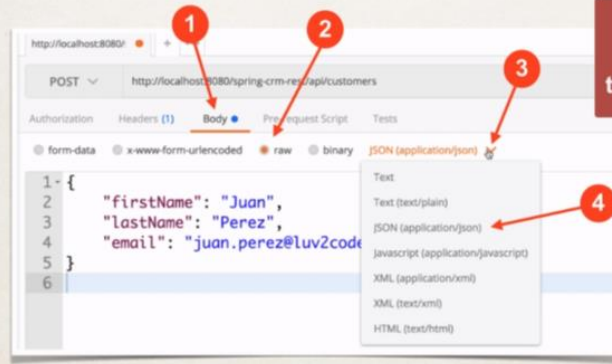 1
2
3
t
http://localhost:8080/
+
POST
http://localhost:8080/spring-crm-rest/api/customers
Authorization
Headers (1)
Body
Pre-request Script
Tests
form-data
x-www-form-urlencoded
raw
binary
JSON (application/json)
1
{
2
"firstName": "Juan",
3
"lastName": "Perez",
4
"email": "juan.perez@luv2code
5
}
6
Text
Text (text/plain)
JSON (application/json)
4
Javascript (application/javascript)
XML (application/xml)
XML (text/xml)
HTML (text/html)